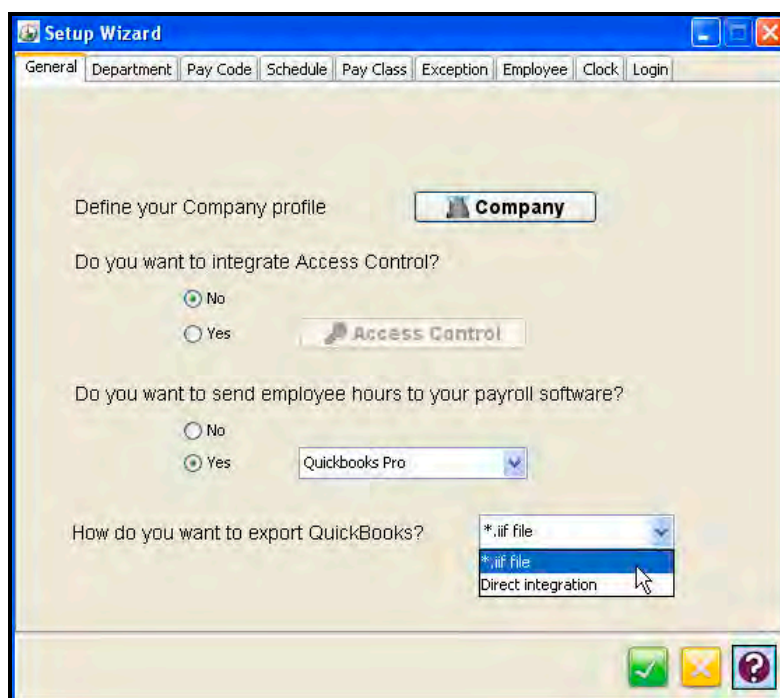 Setup Wizard
General Department Pay Code Schedule Pay Class Exception Employee Clock Login
Define your Company profile Company
Do you want to integrate Access Control?
No
Yes Access Control
Do you want to send employee hours to your payroll software?
No
Yes Quickbooks Pro
How do you want to export QuickBooks? *.iif file
*.iif file
Direct integration
?